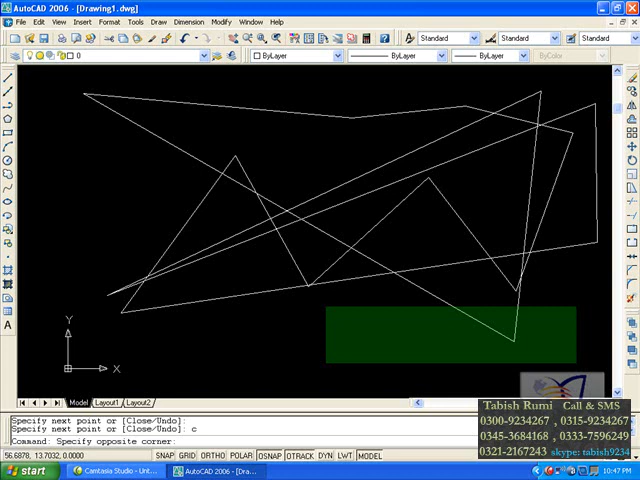 AutoCAD 2006 - [Drawing1.dwg]
File Edit View Insert Format Tools Draw Dimension Modify Window Help
Standard Standard Standard
0 ByLayer ByLayer ByLayer ByColor
Y
X
Model Layout1 Layout2
Specify next point or [Close/Undo]:
Specify next point or [Close/Undo]: c
Command: Specify opposite corner:
56.6878, 13.7032, 0.0000 SNAP GRID ORTHO POLAR OSNAP OTRACK DYN LWT MODEL
Tabish Rumi Call & SMS
0300-9234267 , 0315-9234267
0345-3684168 , 0333-7596249
0321-2167243 skype: tabish9234
start Camtasia Studio - Unt... AutoCAD 2006 - [Dra... 10:47 PM